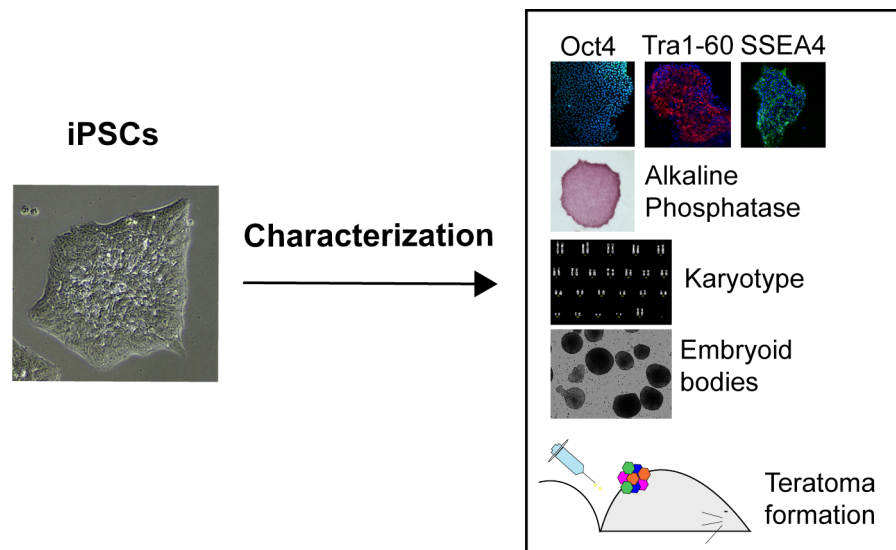 Oct4 Tra1-60 SSEA4
iPSCs
Alkaline
Phosphatase
Characterization
Karyotype
Embryoid
bodies
Teratoma
formation